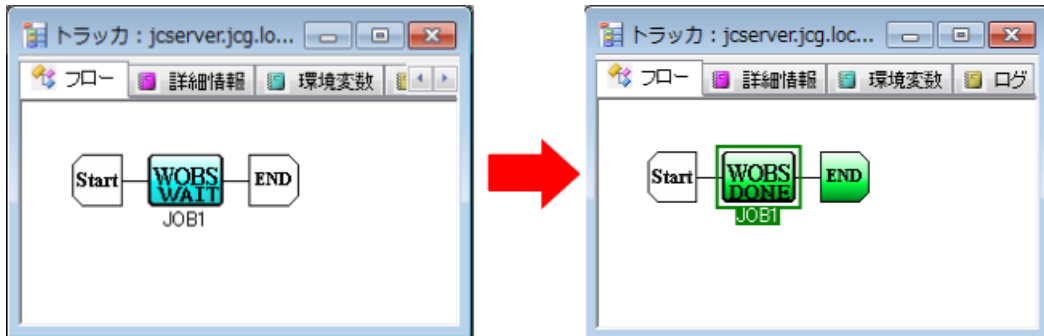 トラッカ : jcserver.jcg.lo...
フロー 詳細情報 環境変数
Start WOBS WAIT END
JOB1
トラッカ : jcserver.jcg.loc...
フロー 詳細情報 環境変数 ログ
Start WOBS DONE END
JOB1